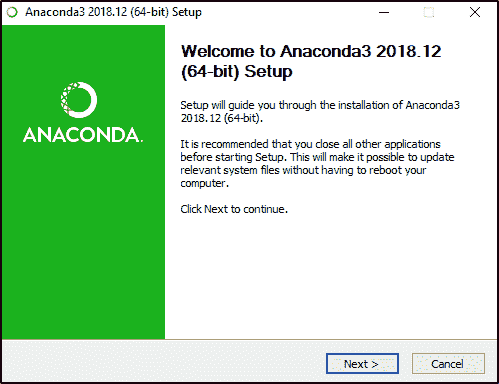 Anaconda3 2018.12 (64-bit) Setup
Welcome to Anaconda3 2018.12
(64-bit) Setup
ANACONDA.
Setup will guide you through the installation of Anaconda3
2018.12 (64-bit).
It is recommended that you close all other applications
before starting Setup. This will make it possible to update
relevant system files without having to reboot your
computer.
Click Next to continue.
Next >
Cancel